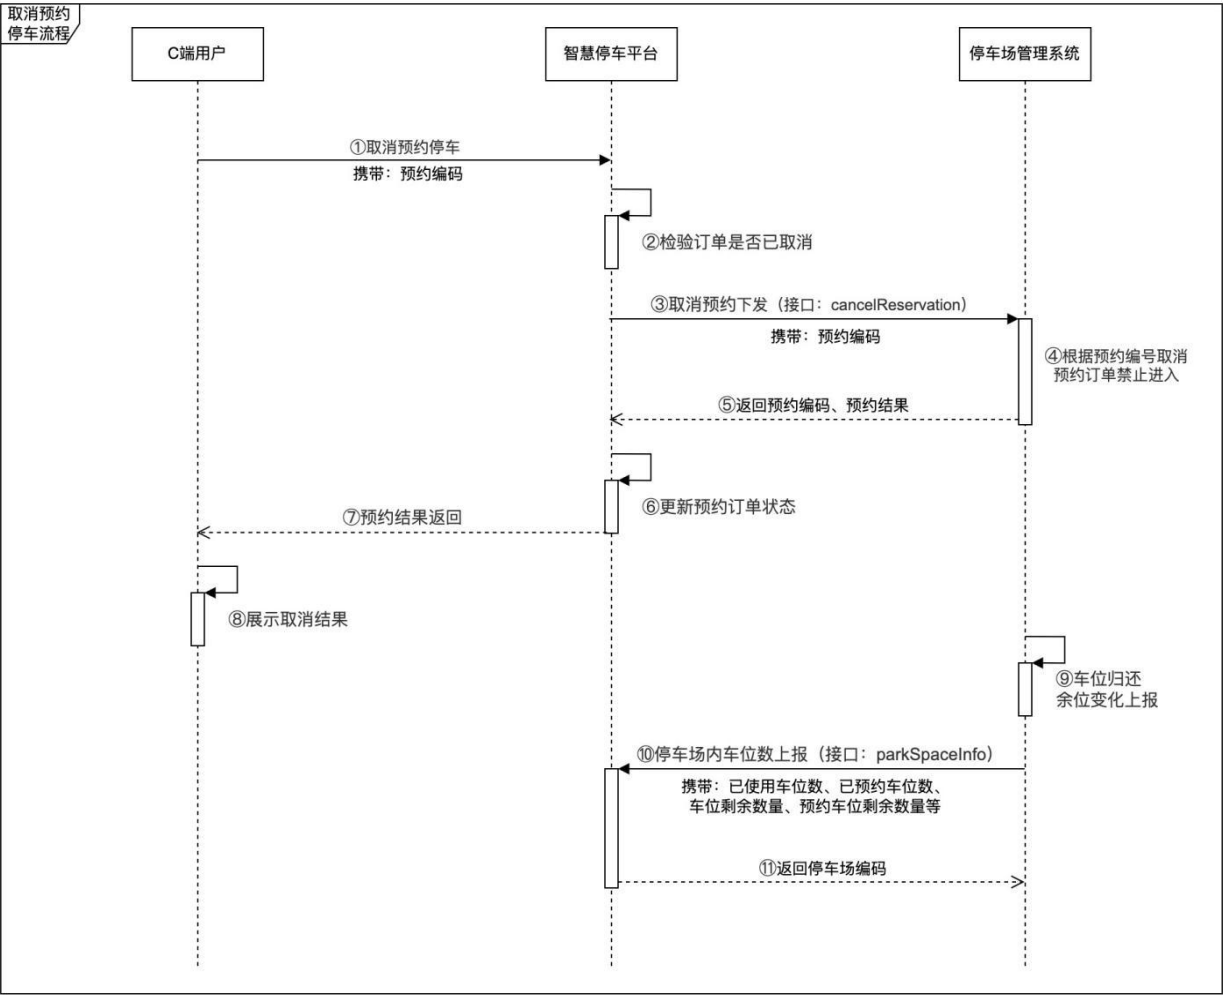 取消预约
停车流程
C端用户
智慧停车平台
停车场管理系统
①取消预约停车
携带：预约编码
②检验订单是否已取消
③取消预约下发（接口：cancelReservation）
携带：预约编码
④根据预约编号取消
预约订单禁止进入
⑤返回预约编码、预约结果
⑥更新预约订单状态
⑦预约结果返回
⑧展示取消结果
⑨车位归还
余位变化上报
⑩停车场内车位数上报（接口：parkSpaceInfo）
携带：已使用车位数、已预约车位数、
车位剩余数量、预约车位剩余数量等
⑪返回停车场编码